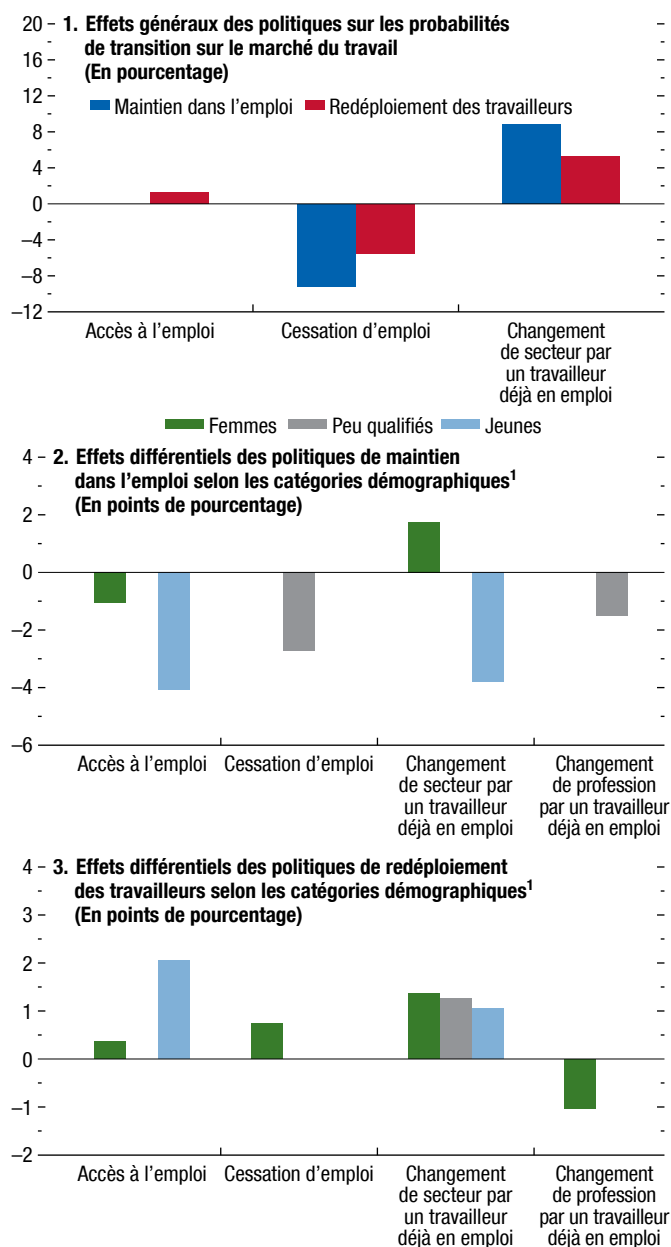 1. Effets généraux des politiques sur les probabilités
de transition sur le marché du travail
(En pourcentage)
Maintien dans l’emploi Redéploiement des travailleurs
20
16
12
8
4
0
–4
–8
–12
Accès à l’emploi
Cessation d’emploi
Changement
de secteur par
un travailleur
déjà en emploi
Femmes Peu qualifiés Jeunes
2. Effets différentiels des politiques de maintien
dans l’emploi selon les catégories démographiques1
(En points de pourcentage)
4
2
0
–2
–4
–6
Accès à l’emploi
Cessation d’emploi
Changement
de secteur par
un travailleur
déjà en emploi
Changement
de profession
par un travailleur
déjà en emploi
3. Effets différentiels des politiques de redéploiement
des travailleurs selon les catégories démographiques1
(En points de pourcentage)
4
3
2
1
0
–1
–2
Accès à l’emploi
Cessation d’emploi
Changement
de secteur par
un travailleur
déjà en emploi
Changement
de profession
par un travailleur
déjà en emploi